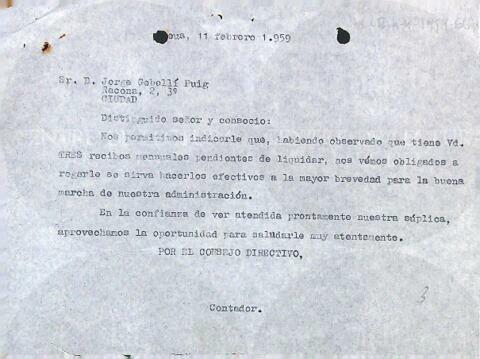 11 febrero 1.959
Sr. D. Jorge Gobellí Puig
Racona, 2, 3º
CIUDAD
Distinguido señor y consocio:
Nos permitimos indicarle que, habiendo observado que tiene Vd.
TRES recibos mensuales pendientes de liquidar, nos vémos obligados a
rogarle se sirva hacerlos efectivos a la mayor brevedad para la buena
marcha de nuestra administración.
En la confianza de ver atendida prontamente nuestra súplica,
aprovechamos la oportunidad para saludarle muy atentamente.
POR EL CONSEJO DIRECTIVO,
Contador.
3